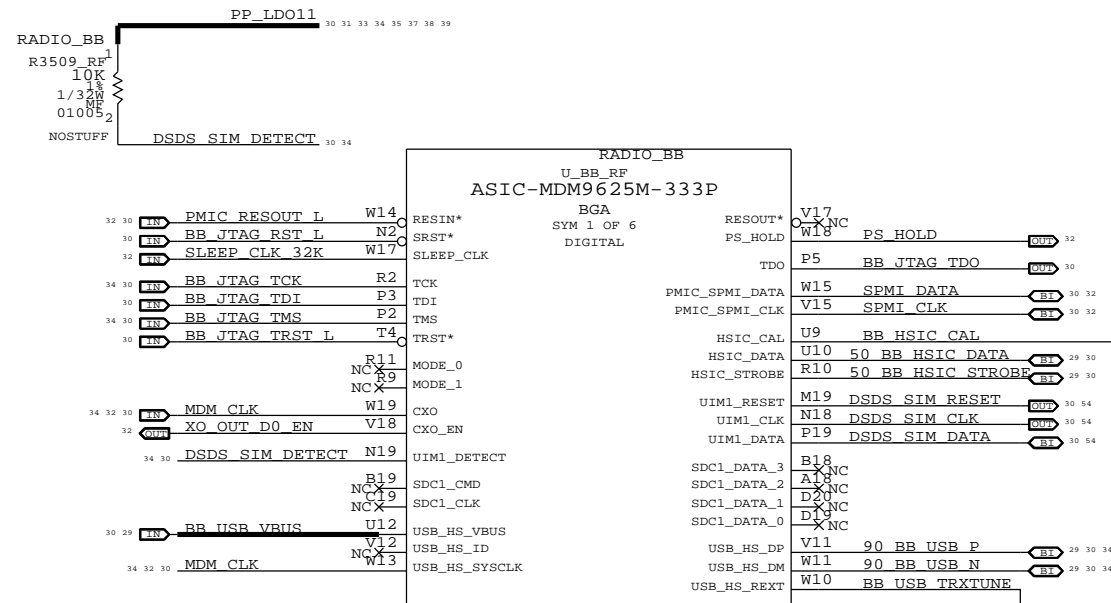 PP_LDO11 30 31 33 34 35 37 38 39
RADIO_BB
1
R3509_RF
10K
1%
1/32W
MF
01005
2
NOSTUFF
DSDS_SIM_DETECT 30 34
RADIO_BB
U_BB_RF
ASIC-MDM9625M-333P
BGA
SYM 1 OF 6
DIGITAL
32 30 IN PMIC_RESOUT_L W14 RESIN*
30 IN BB_JTAG_RST_L N2 SRST*
32 IN SLEEP_CLK_32K W17 SLEEP_CLK
34 30 IN BB_JTAG_TCK R2 TCK
30 IN BB_JTAG_TDI P3 TDI
34 30 IN BB_JTAG_TMS P2 TMS
30 IN BB_JTAG_TRST_L T4 TRST*
NC R11 MODE_0
NC R9 MODE_1
34 32 30 IN MDM_CLK W19 CXO
32 OUT XO_OUT_D0_EN V18 CXO_EN
34 30 DSDS_SIM_DETECT N19 UIM1_DETECT
NC B19 SDC1_CMD
NC C19 SDC1_CLK
30 29 IN BB_USB_VBUS U12 USB_HS_VBUS
NC V12 USB_HS_ID
34 32 30 MDM_CLK W13 USB_HS_SYSCLK
RESOUT* V17 NC
PS_HOLD W18 PS_HOLD OUT 32
TDO P5 BB_JTAG_TDO OUT 30
PMIC_SPMI_DATA W15 SPMI_DATA BI 30 32
PMIC_SPMI_CLK V15 SPMI_CLK BI 30 32
HSIC_CAL U9 BB_HSIC_CAL
HSIC_DATA U10 50_BB_HSIC_DATA BI 29 30
HSIC_STROBE R10 50_BB_HSIC_STROBE BI 29 30
UIM1_RESET M19 DSDS_SIM_RESET OUT 30 54
UIM1_CLK N18 DSDS_SIM_CLK OUT 30 54
UIM1_DATA P19 DSDS_SIM_DATA BI 30 54
SDC1_DATA_3 B18 NC
SDC1_DATA_2 A18 NC
SDC1_DATA_1 D20 NC
SDC1_DATA_0 D19 NC
USB_HS_DP V11 90_BB_USB_P BI 29 30 34
USB_HS_DM W11 90_BB_USB_N BI 29 30 34
USB_HS_REXT W10 BB_USB_TRXTUNE